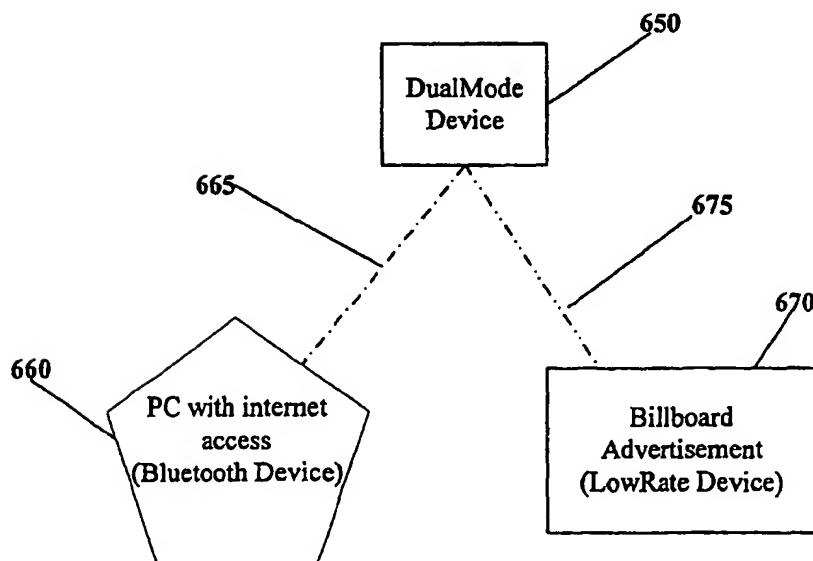 650
DualMode
Device
665
675
670
660
PC with internet
access
(Bluetooth Device)
Billboard
Advertisement
(LowRate Device)